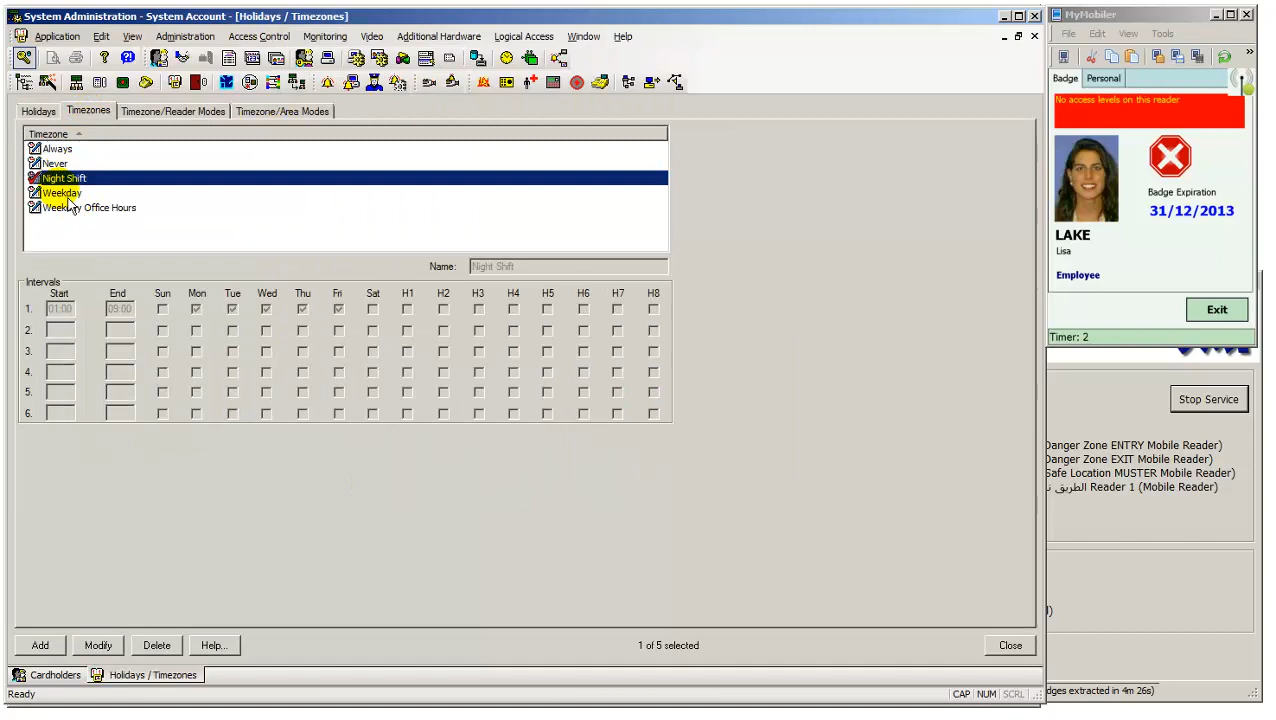 System Administration - System Account - [Holidays / Timezones]
Application Edit View Administration Access Control Monitoring Video Additional Hardware Logical Access Window Help
Holidays Timezones Timezone/Reader Modes Timezone/Area Modes
Timezone
Always
Never
Night Shift
Weekday
Weekday Office Hours
Name: Night Shift
Intervals
Start End Sun Mon Tue Wed Thu Fri Sat H1 H2 H3 H4 H5 H6 H7 H8
1. 01:00 09:00
2.
3.
4.
5.
6.
Add Modify Delete Help... 1 of 5 selected Close
Cardholders Holidays / Timezones
Ready CAP NUM SCRL
MyMobiler
File Edit View Tools
Badge Personal
No access levels on this reader
Badge Expiration
31/12/2013
LAKE
Lisa
Employee
Exit
Timer: 2
Stop Service
Danger Zone ENTRY Mobile Reader)
Danger Zone EXIT Mobile Reader)
Safe Location MUSTER Mobile Reader)
الطريق Reader 1 (Mobile Reader)
dges extracted in 4m 26s)